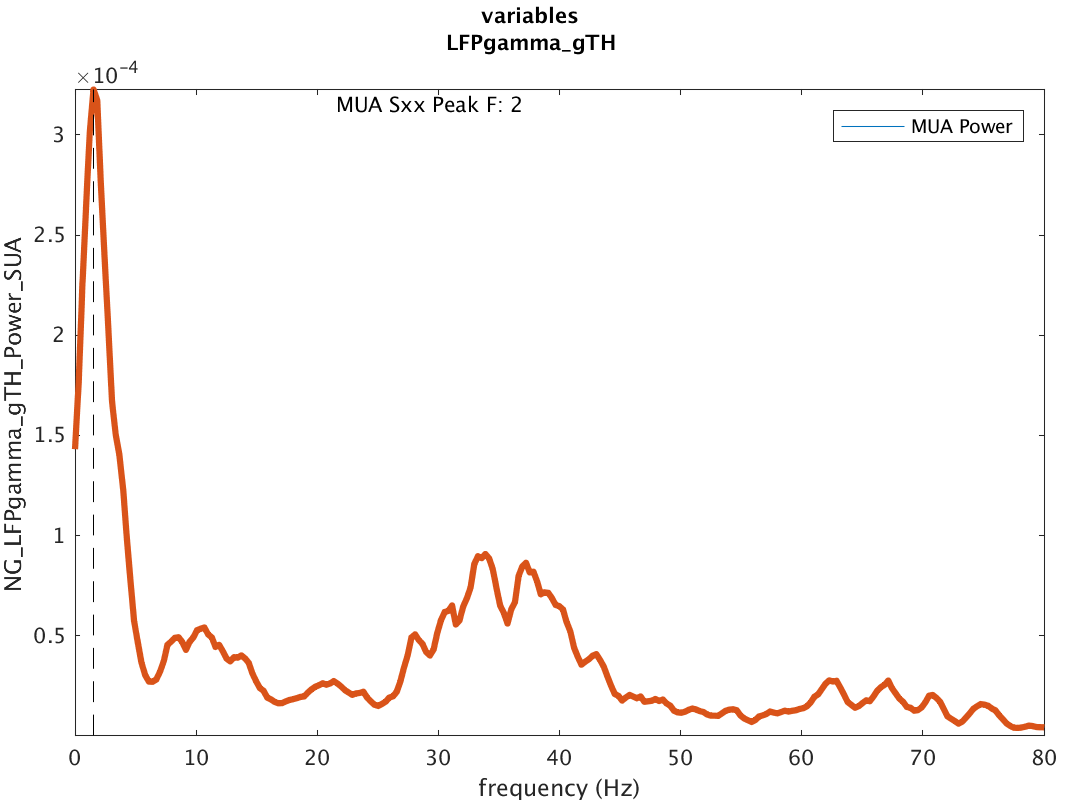 variables
LFPgamma_gTH
×10⁻⁴
MUA Sxx Peak F: 2
MUA Power
3
2.5
2
1.5
1
0.5
NG_LFPgamma_gTH_Power_SUA
0 10 20 30 40 50 60 70 80
frequency (Hz)